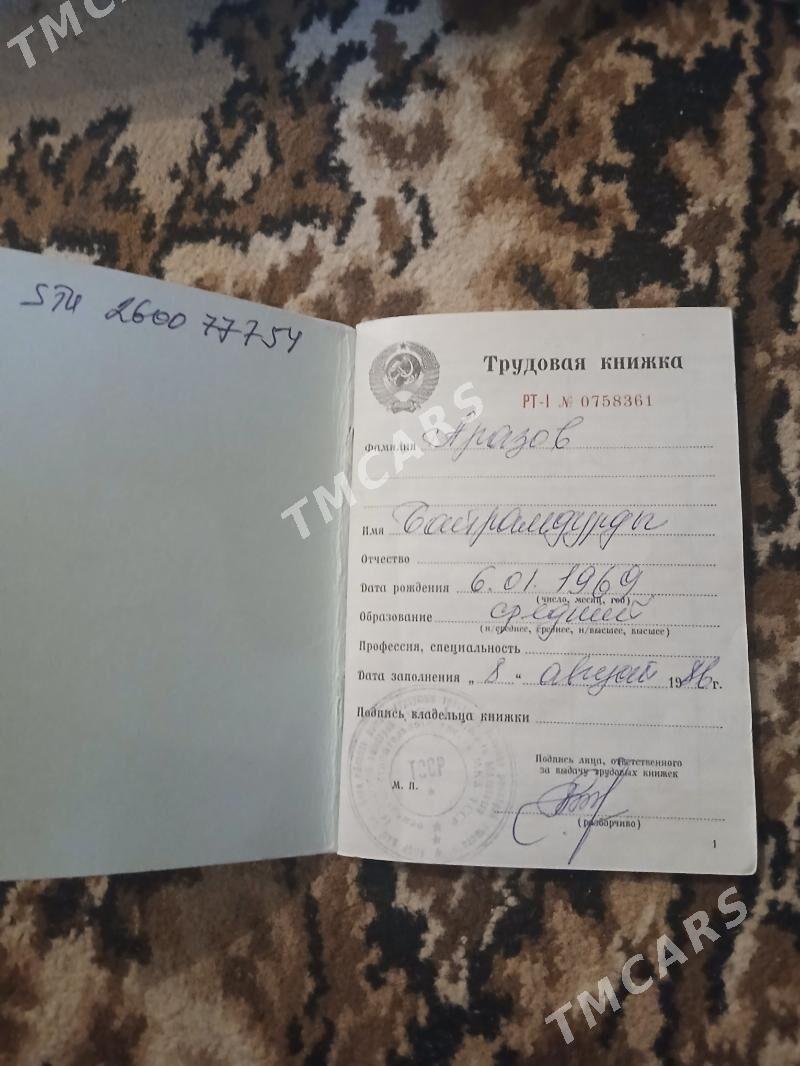 TMCARS
STU 2600 77754
Трудовая книжка
РТ-I № 0758361
Фамилия Аразов
TMCARS
Имя Байрамдурды
Отчество
Дата рождения 6.01.1969
(число, месяц, год)
Образование средний
(н/среднее, среднее, н/высшее, высшее)
Профессия, специальность
Дата заполнения „ 8 “ август 1986 г.
Подпись владельца книжки
Подпись лица, ответственного
за выдачу трудовых книжек
М. П.
(разборчиво)
1
TMCARS